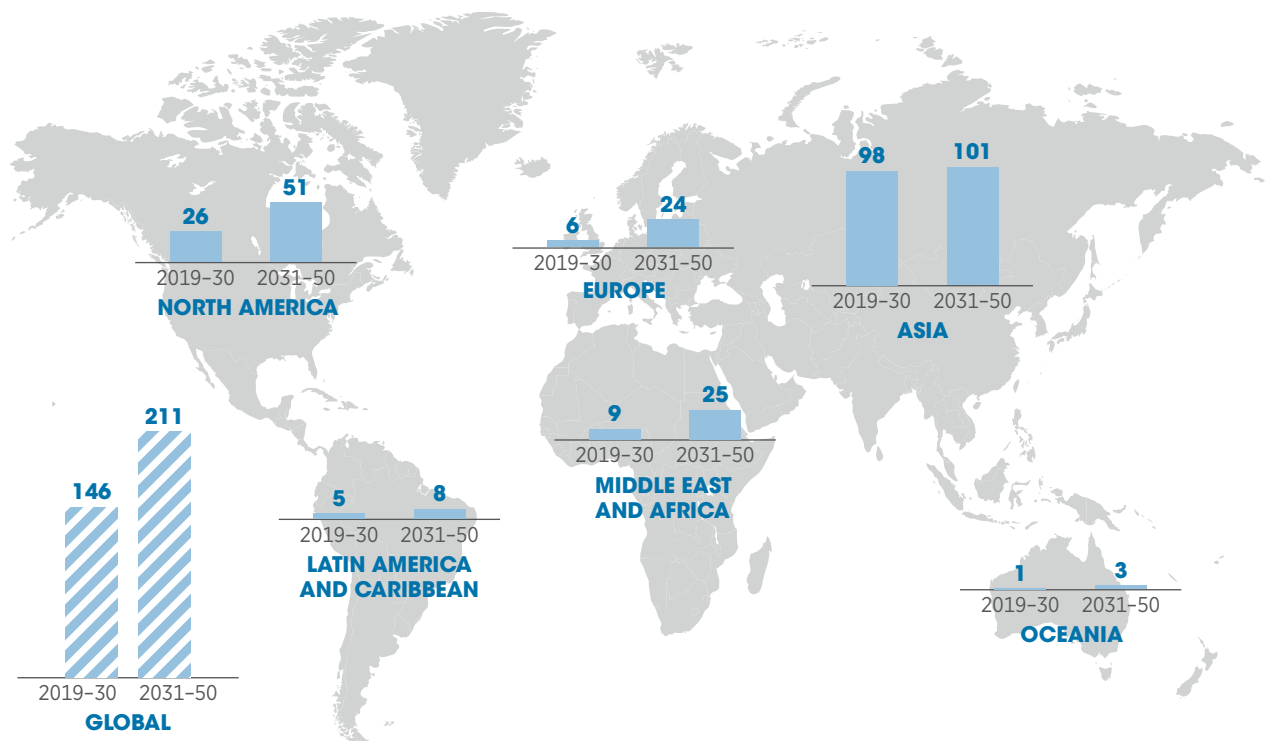 98 101
2019–30 2031–50
ASIA
26 51
2019–30 2031–50
NORTH AMERICA
6 24
2019–30 2031–50
EUROPE
9 25
2019–30 2031–50
MIDDLE EAST
AND AFRICA
146 211
2019–30 2031–50
GLOBAL
5 8
2019–30 2031–50
LATIN AMERICA
AND CARIBBEAN
1 3
2019–30 2031–50
OCEANIA